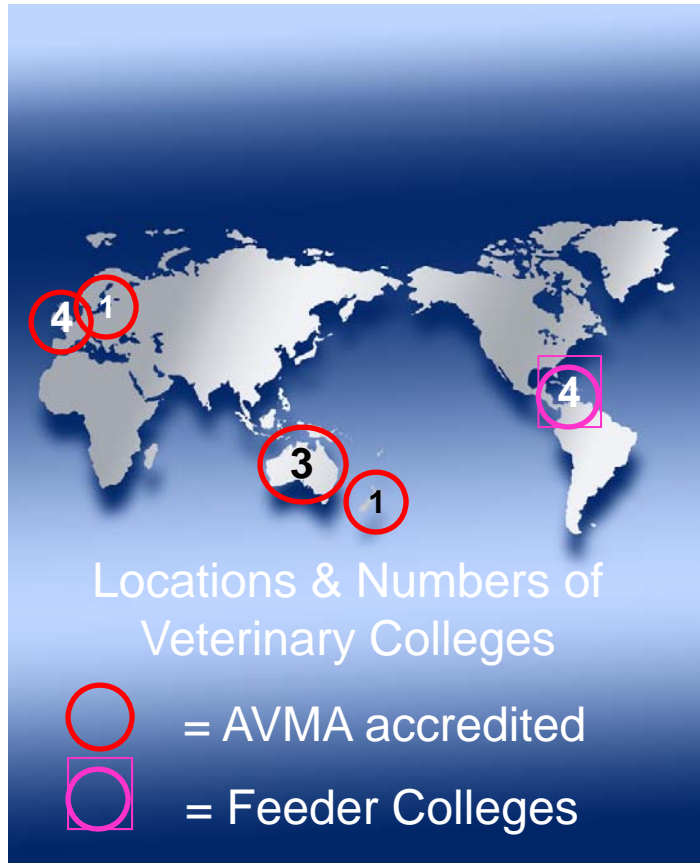 4
1
4
3
1
Locations & Numbers of
Veterinary Colleges
= AVMA accredited
= Feeder Colleges